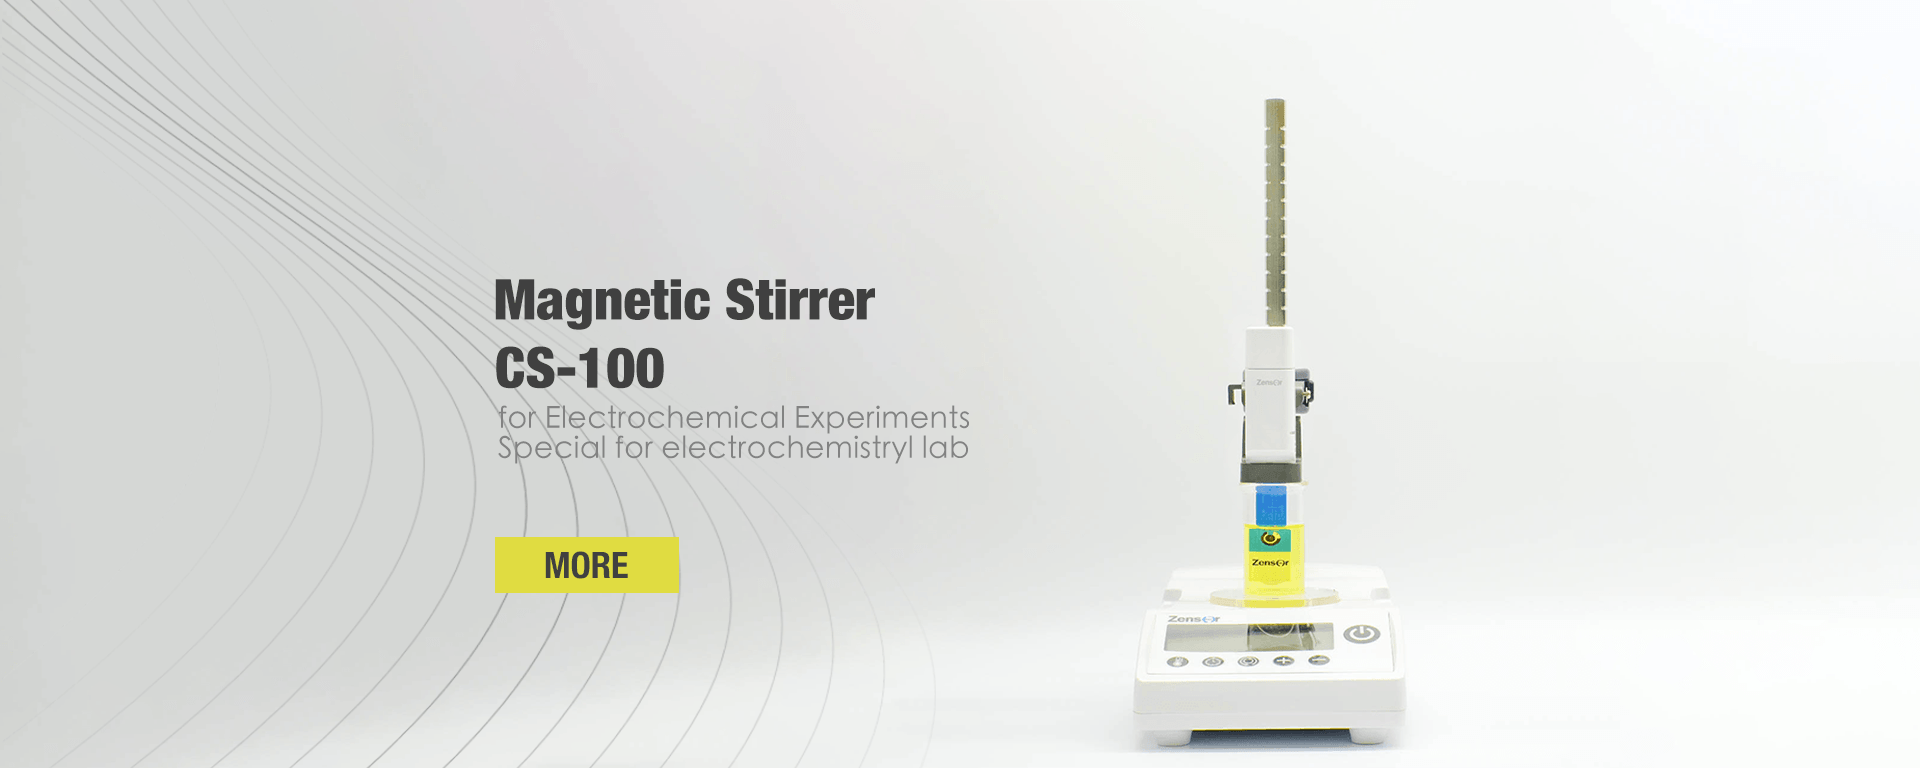 Magnetic Stirrer
CS-100
for Electrochemical Experiments
Special for electrochemistryl lab
MORE
Zensor
Zensor
Zensor